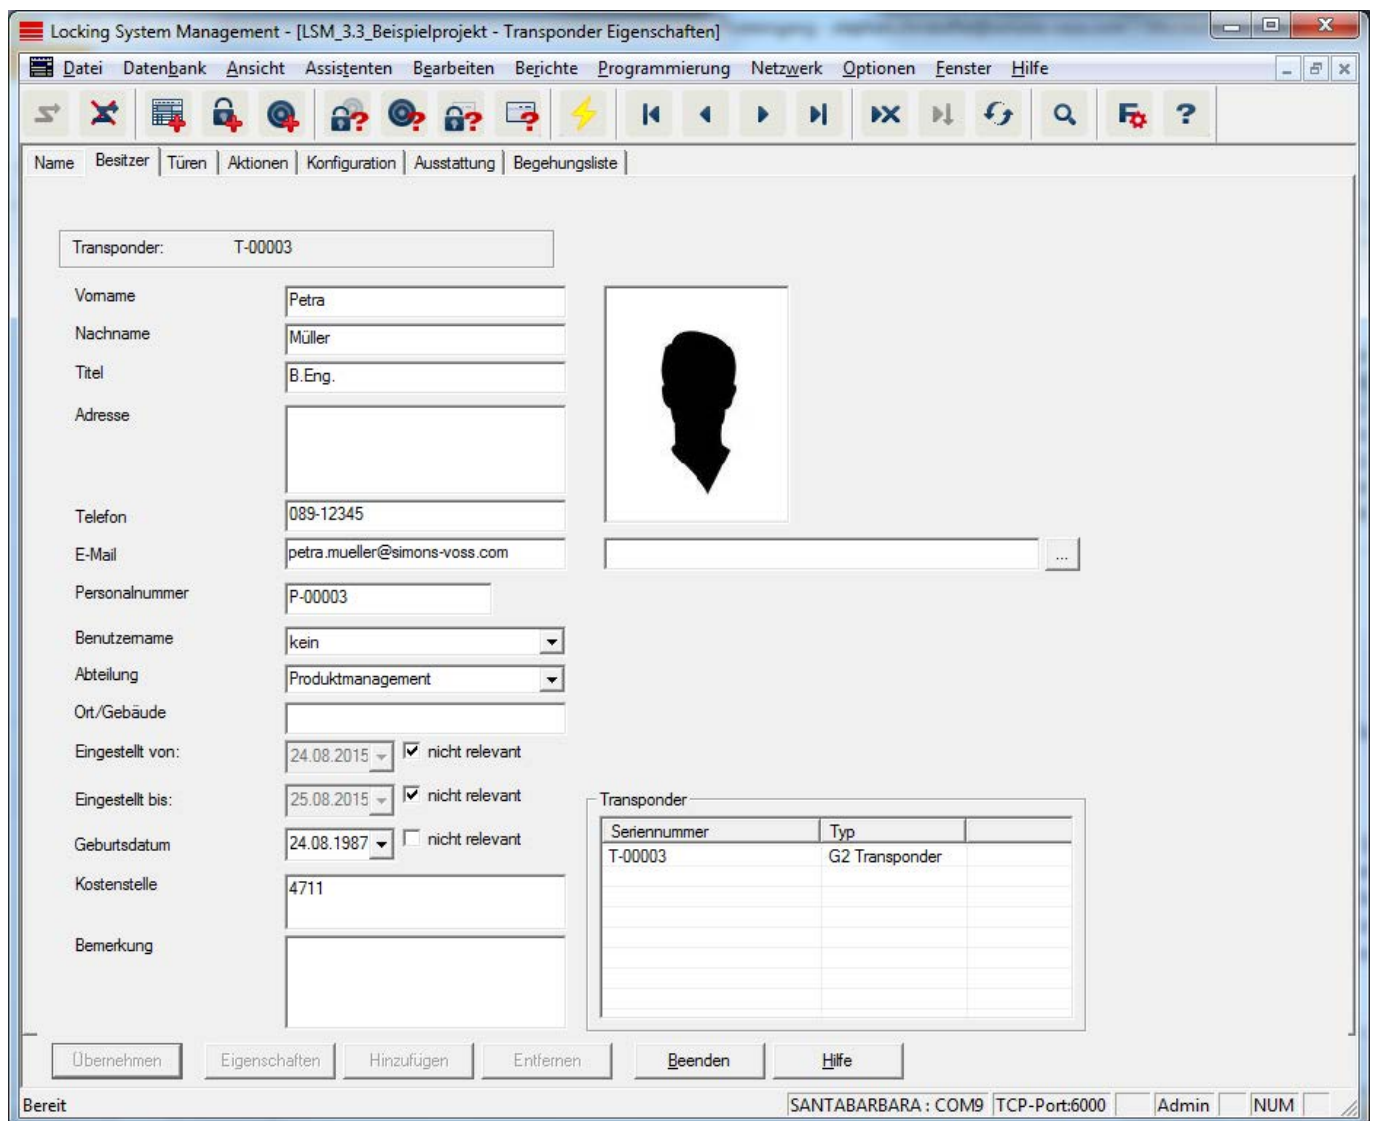 Locking System Management - [LSM_3.3_Beispielprojekt - Transponder Eigenschaften]
Datei Datenbank Ansicht Assistenten Bearbeiten Berichte Programmierung Netzwerk Optionen Fenster Hilfe
Name Besitzer Türen Aktionen Konfiguration Ausstattung Begehungsliste
Transponder: T-00003
Vorname Petra
Nachname Müller
Titel B.Eng.
Adresse
Telefon 089-12345
E-Mail petra.mueller@simons-voss.com ...
Personalnummer P-00003
Benutzername kein
Abteilung Produktmanagement
Ort/Gebäude
Eingestellt von: 24.08.2015 nicht relevant
Eingestellt bis: 25.08.2015 nicht relevant
Geburtsdatum 24.08.1987 nicht relevant
Kostenstelle 4711
Bemerkung
Transponder
Seriennummer Typ
T-00003 G2 Transponder
Übernehmen Eigenschaften Hinzufügen Entfernen Beenden Hilfe
Bereit SANTABARBARA : COM9 TCP-Port:6000 Admin NUM